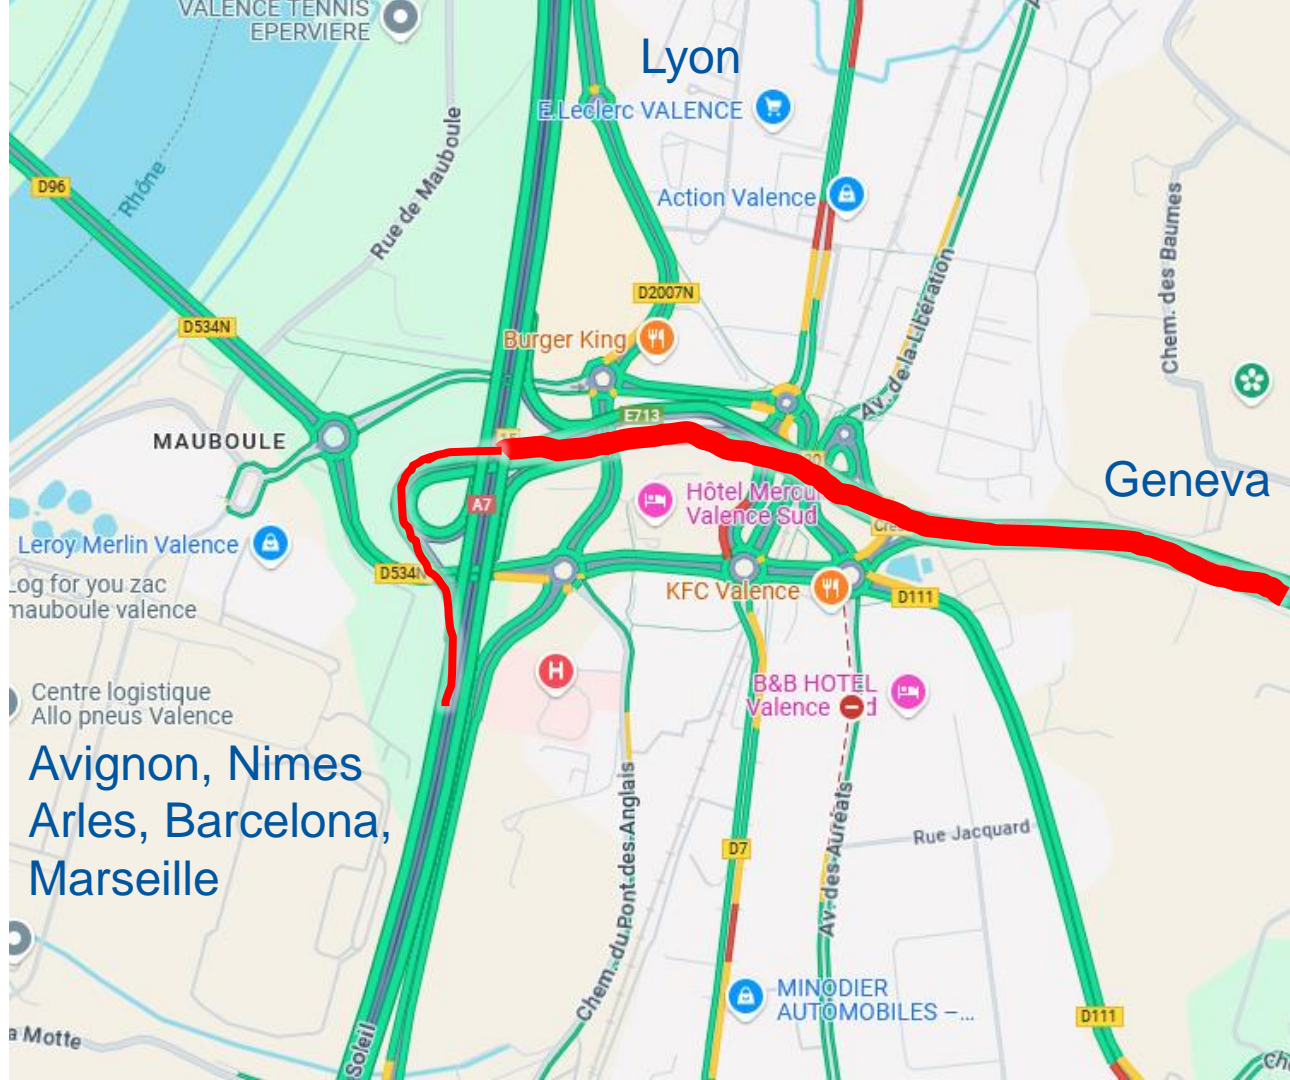 VALENCE TENNIS
EPERVIERE
Lyon
E.Leclerc VALENCE
D96
Rhône
Rue de Mauboule
Action Valence
Chem. des Baumes
D2007N
D534N
Burger King
Av. de la Libération
E713
MAUBOULE
15
Geneva
Hôtel Mercu
Valence Sud
A7
Leroy Merlin Valence
D534N
Log for you zac
mauboule valence
KFC Valence
D111
H
B&B HOTEL
Valence
Centre logistique
Allo pneus Valence
Avignon, Nimes
Arles, Barcelona,
Marseille
Chem. du Pont des Anglais
D7
Av. des Auréats
Rue Jacquard
MINODIER
AUTOMOBILES –...
D111
a Motte
Soleil